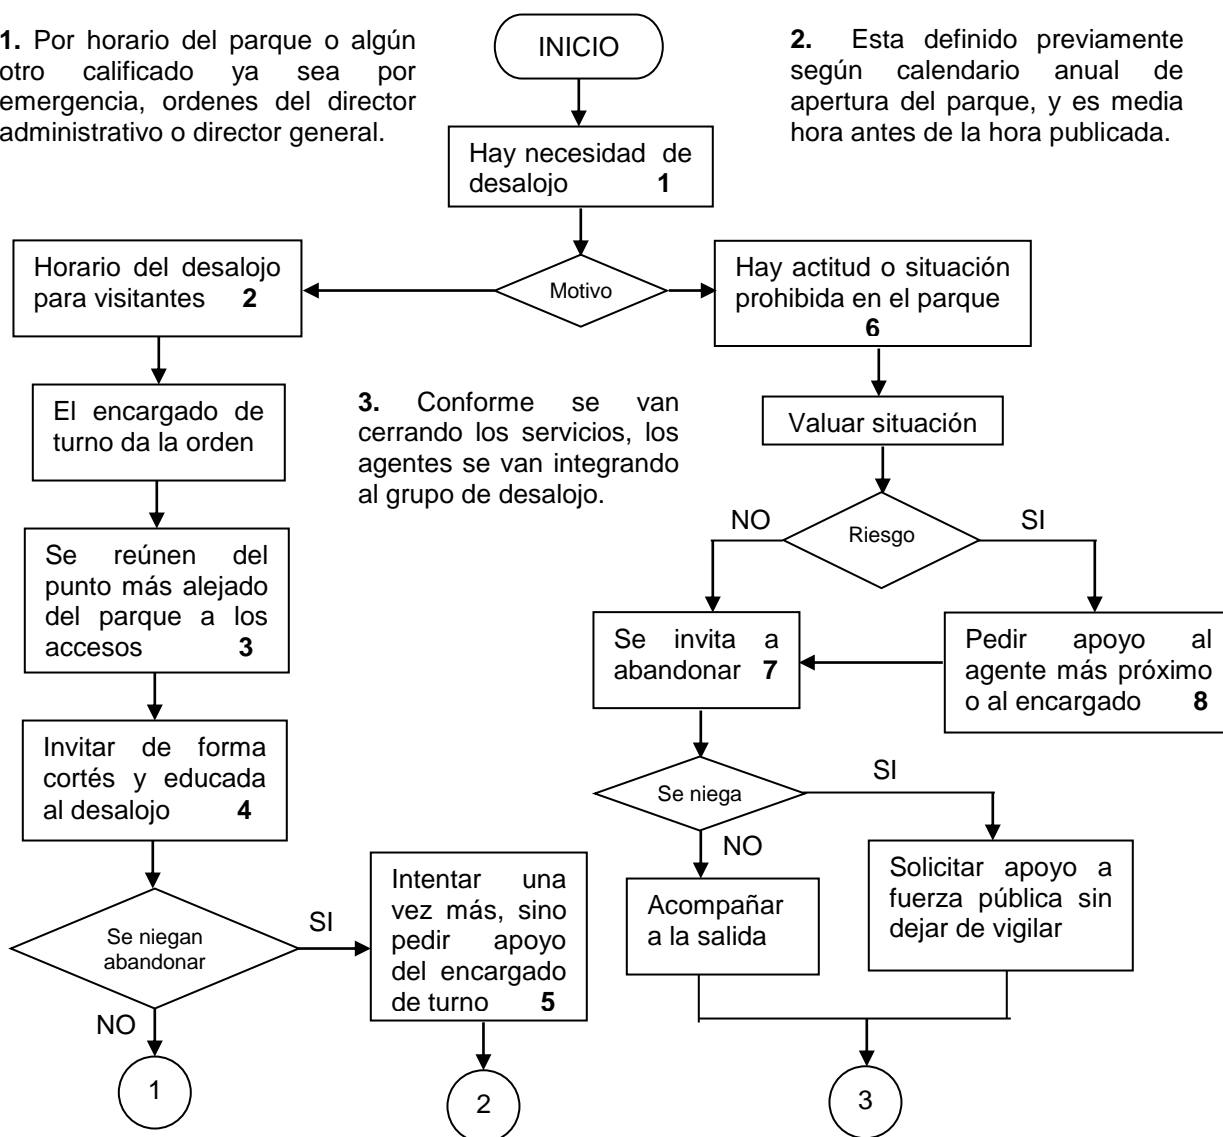 1. Por horario del parque o algún
otro calificado ya sea por
emergencia, ordenes del director
administrativo o director general.
INICIO
2. Esta definido previamente
según calendario anual de
apertura del parque, y es media
hora antes de la hora publicada.
Hay necesidad de
desalojo 1
Horario del desalojo
para visitantes 2
Motivo
Hay actitud o situación
prohibida en el parque
6
El encargado de
turno da la orden
3. Conforme se van
cerrando los servicios, los
agentes se van integrando
al grupo de desalojo.
Valuar situación
NO
Riesgo
SI
Se reúnen del
punto más alejado
del parque a los
accesos 3
Se invita a
abandonar 7
Pedir apoyo al
agente más próximo
o al encargado 8
Invitar de forma
cortés y educada
al desalojo 4
Se niega
SI
NO
Intentar una
vez más, sino
pedir apoyo
del encargado
de turno 5
Acompañar
a la salida
Solicitar apoyo a
fuerza pública sin
dejar de vigilar
Se niegan
abandonar
SI
NO
1
2
3